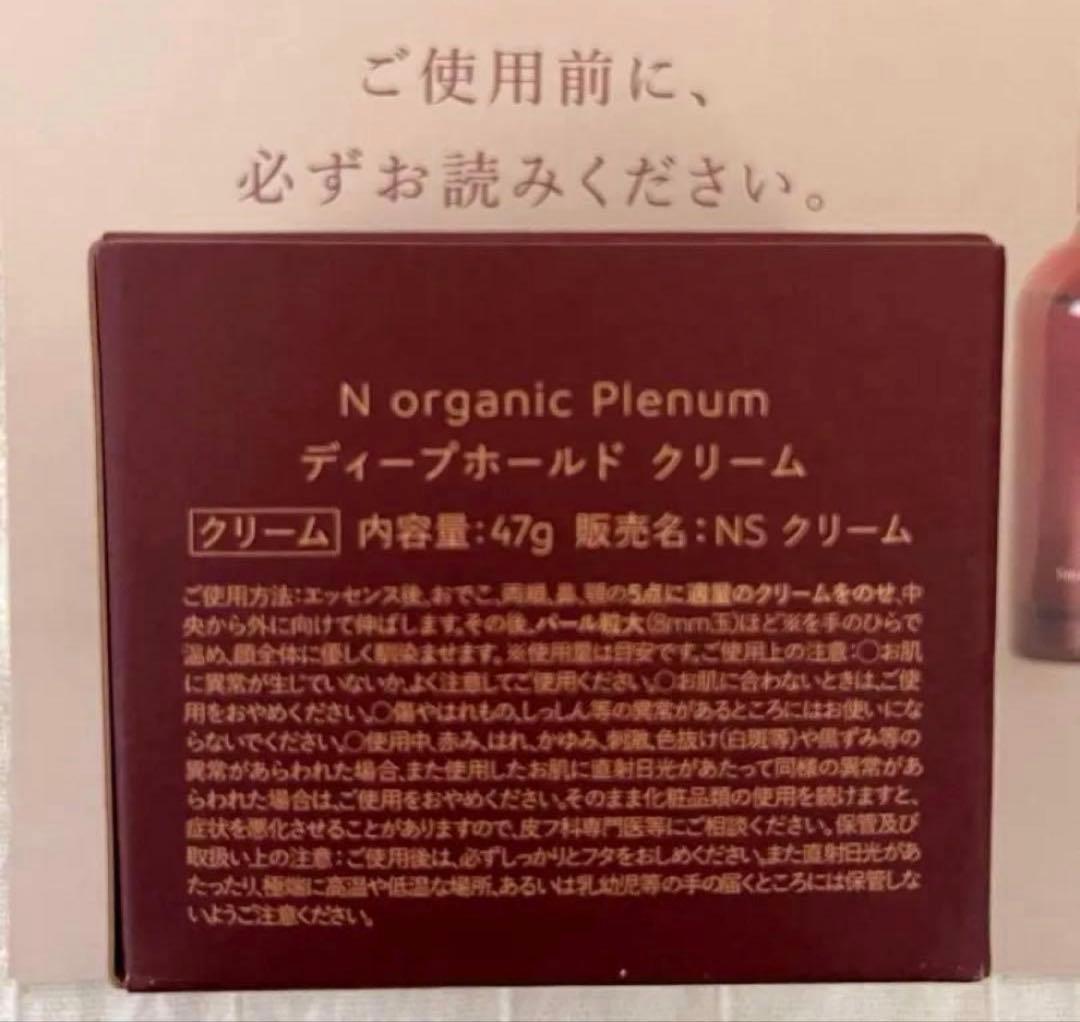 ご使用前に、
必ずお読みください。
N organic Plenum
ディープホールド クリーム
クリーム 内容量:47g 販売名:NS クリーム
ご使用方法:エッセンス後、おでこ、両頬、鼻、顎の5点に適量のクリームをのせ、中
央から外に向けて伸ばします。その後、パール粒大(8mm玉)ほど※を手のひらで
温め、顔全体に優しく馴染ませます。※使用量は目安です。ご使用上の注意:○お肌
に異常が生じていないか、よく注意してご使用ください。○お肌に合わないときは、ご使
用をおやめください。○傷やはれもの、しっしん等の異常があるところにはお使いにな
らないでください。○使用中、赤み、はれ、かゆみ、刺激、色抜け(白斑等)や黒ずみ等の
異常があらわれた場合、また使用したお肌に直射日光があたって同様の異常があ
らわれた場合は、ご使用をおやめください。そのまま化粧品類の使用を続けますと、
症状を悪化させることがありますので、皮フ科専門医等にご相談ください。保管及び
取扱い上の注意:ご使用後は、必ずしっかりとフタをおしめください。また直射日光があ
たったり、極端に高温や低温な場所、あるいは乳幼児等の手の届くところには保管しな
いようご注意ください。